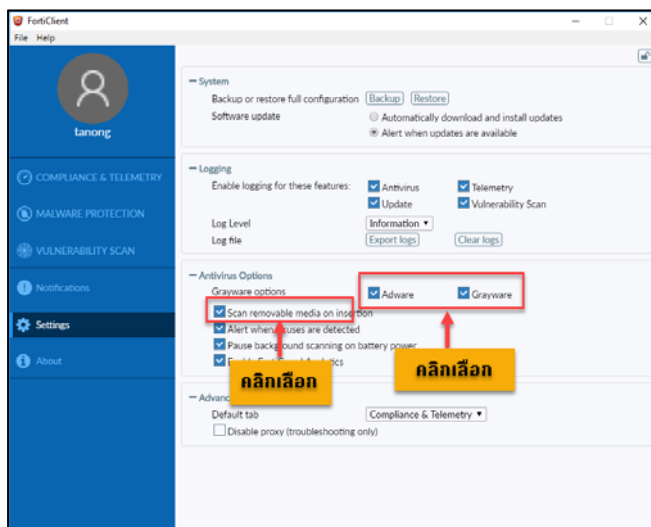 FortiClient
File Help
tanong
COMPLIANCE & TELEMETRY
MALWARE PROTECTION
VULNERABILITY SCAN
Notifications
Settings
About
System
Backup or restore full configuration Backup Restore
Software update Automatically download and install updates
Alert when updates are available
Logging
Enable logging for these features: Antivirus Telemetry
Update Vulnerability Scan
Log Level Information
Log file Export logs Clear logs
Antivirus Options
Grayware options Adware Grayware
Scan removable media on insertion
Alert when uses are detected
Pause background scanning on battery power
คลิกเลือก
คลิกเลือก
Default tab Compliance & Telemetry
Disable proxy (troubleshooting only)